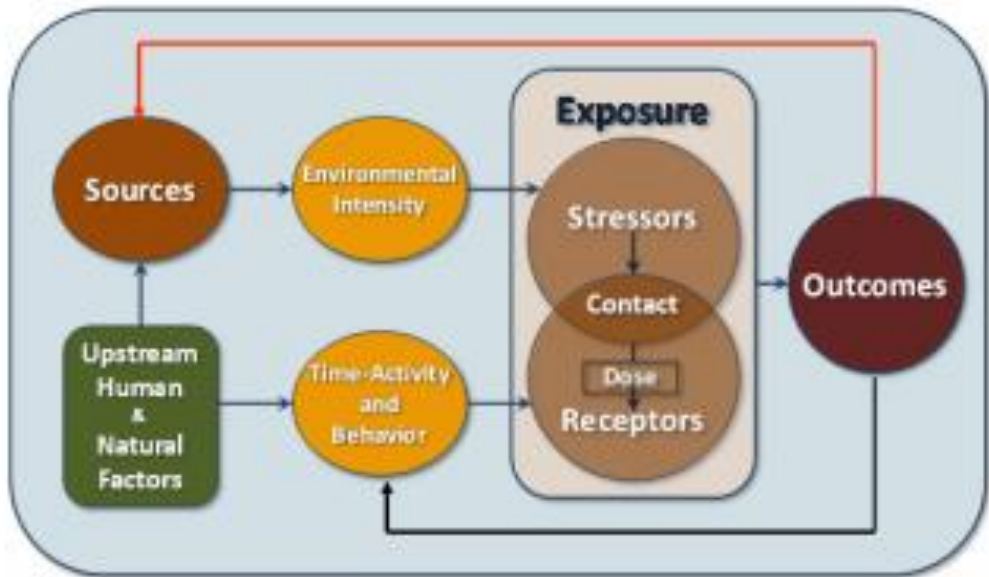 Exposure
Sources
Environmental
Intensity
Stressors
Contact
Outcomes
Upstream
Human
&
Natural
Factors
Time-Activity
and
Behavior
Dose
Receptors